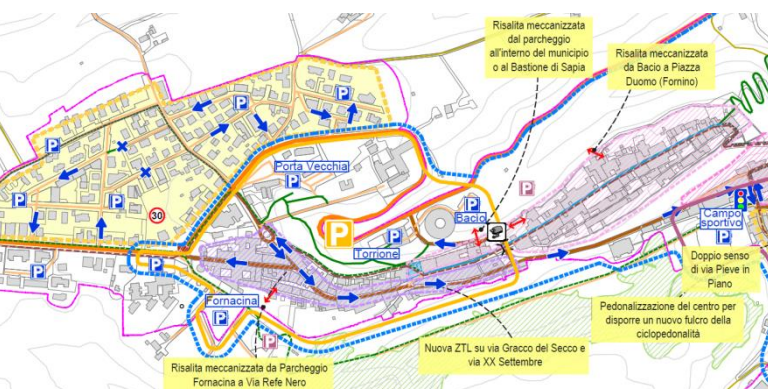 Risalita meccanizzata
dal parcheggio
all'interno del municipio
o al Bastione di Sapia
Risalita meccanizzata
da Bacio a Piazza
Duomo (Fornino)
P
P
P
P
Porta Vecchia
P
P
P
P
30
P
Bacio
P
Torrione
P
Campo
sportivo
P
P
P
Doppio senso
di via Pieve in
Piano
Fornacina
P
Pedonalizzazione del centro per
disporre un nuovo fulcro della
ciclopedonalità
P
Nuova ZTL su via Gracco del Secco e
via XX Settembre
Risalita meccanizzata da Parcheggio
Fornacina a Via Refe Nero